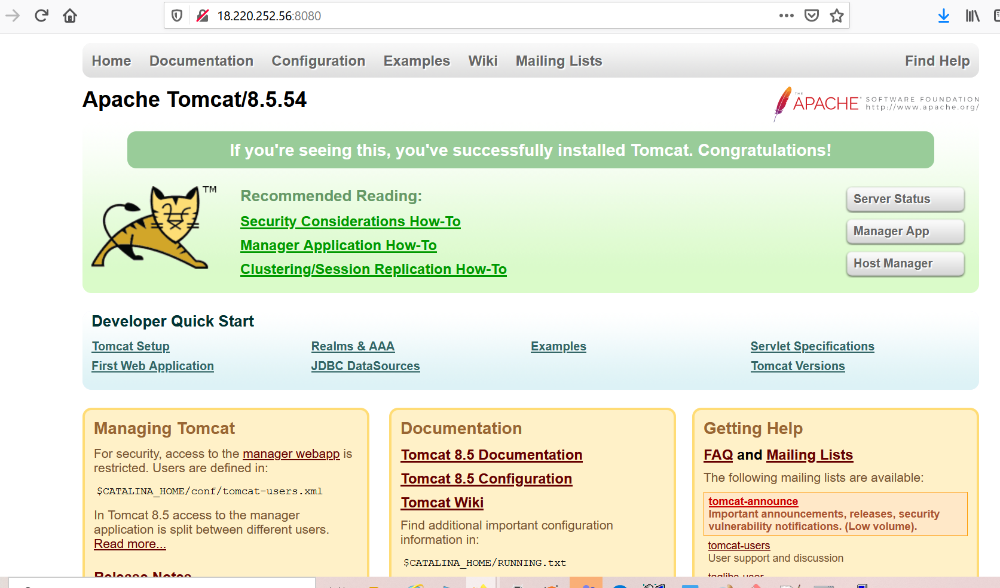 18.220.252.56:8080
Home Documentation Configuration Examples Wiki Mailing Lists Find Help
Apache Tomcat/8.5.54
THE APACHE® SOFTWARE FOUNDATION
http://www.apache.org/
If you're seeing this, you've successfully installed Tomcat. Congratulations!
TM
Recommended Reading:
Security Considerations How-To
Manager Application How-To
Clustering/Session Replication How-To
Server Status
Manager App
Host Manager
Developer Quick Start
Tomcat Setup
First Web Application
Realms & AAA
JDBC DataSources
Examples
Servlet Specifications
Tomcat Versions
Managing Tomcat
For security, access to the manager webapp is
restricted. Users are defined in:
$CATALINA_HOME/conf/tomcat-users.xml
In Tomcat 8.5 access to the manager
application is split between different users.
Read more...
Release Notes
Documentation
Tomcat 8.5 Documentation
Tomcat 8.5 Configuration
Tomcat Wiki
Find additional important configuration
information in:
$CATALINA_HOME/RUNNING.txt
Getting Help
FAQ and Mailing Lists
The following mailing lists are available:
tomcat-announce
Important announcements, releases, security
vulnerability notifications. (Low volume).
tomcat-users
User support and discussion
taglibs-user